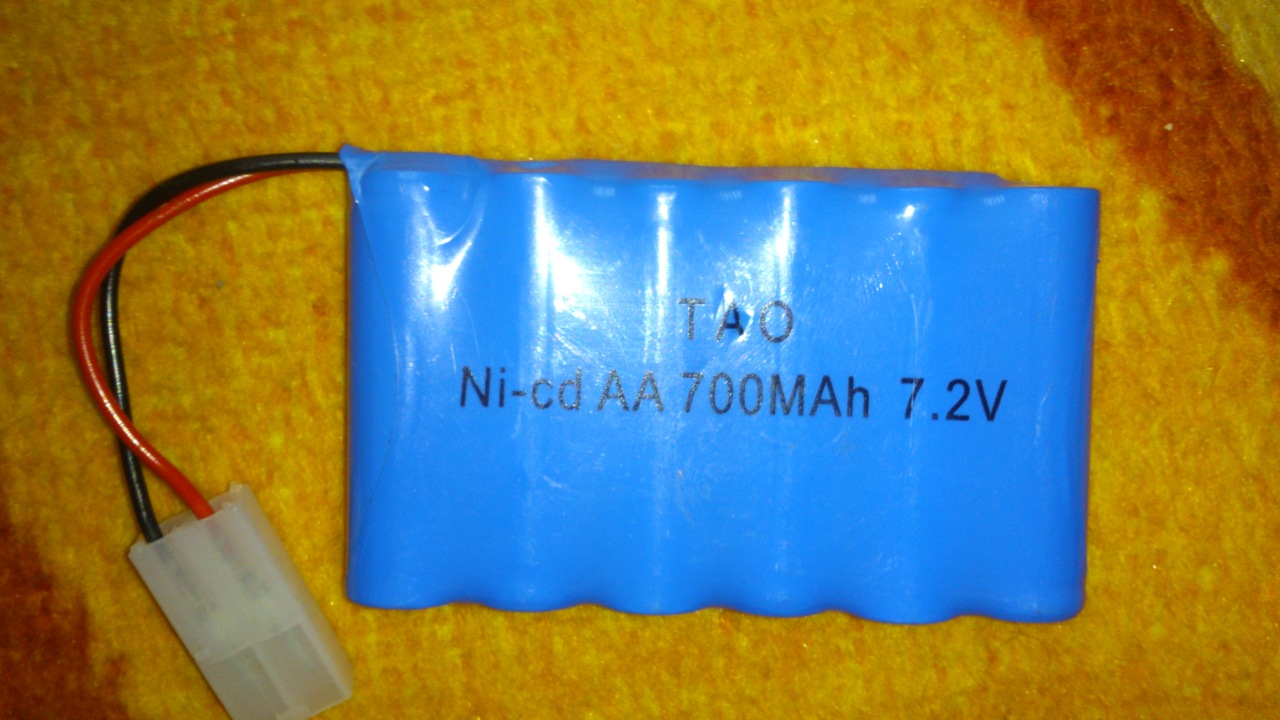 TAO
Ni-cd AA 700MAh 7.2V